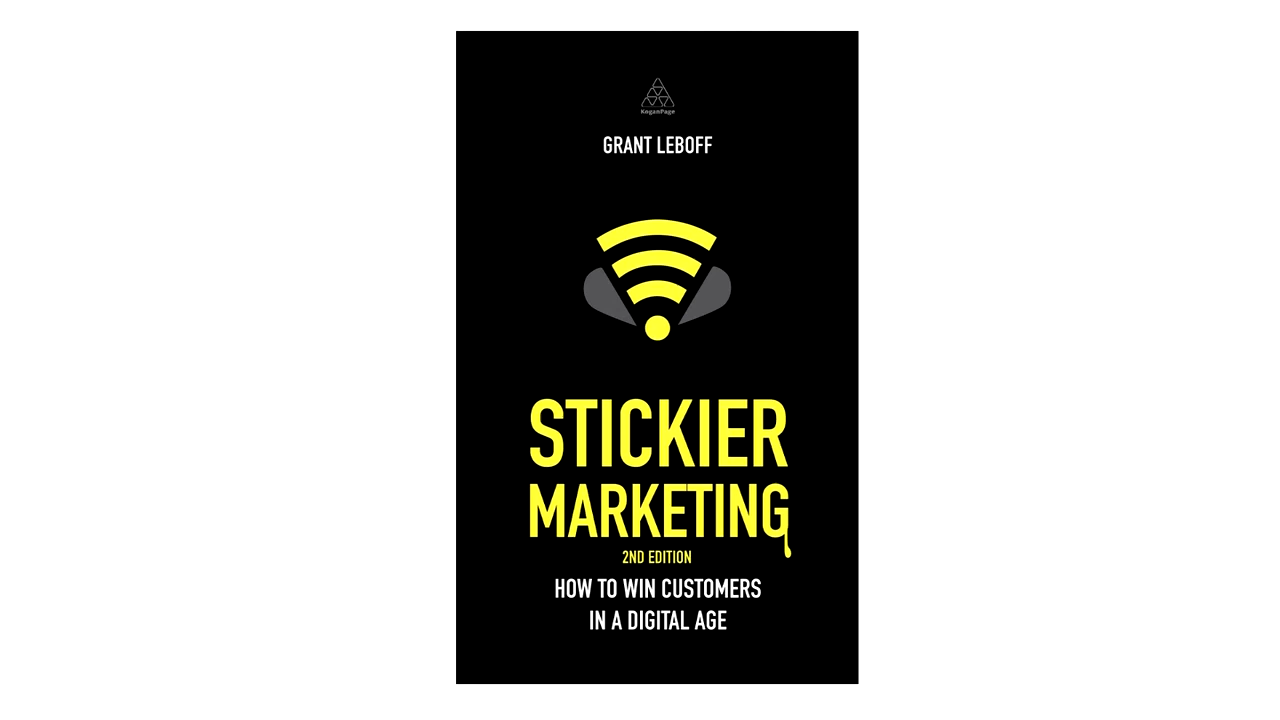 KoganPage
GRANT LEBOFF
STICKIER
MARKETING
2ND EDITION
HOW TO WIN CUSTOMERS
IN A DIGITAL AGE